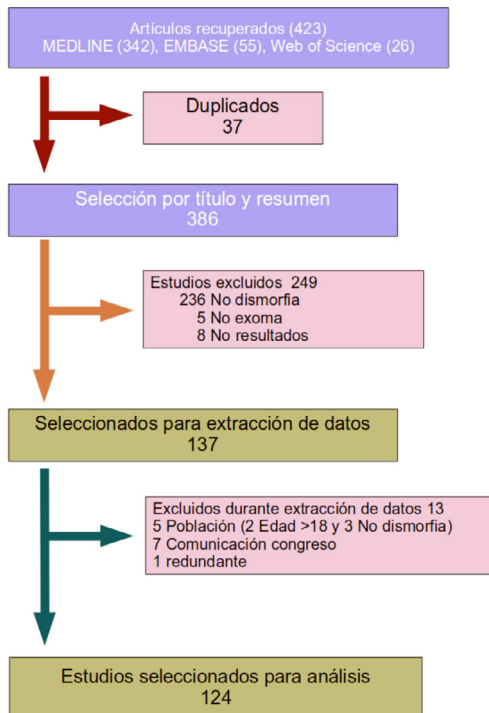 Artículos recuperados (423)
MEDLINE (342), EMBASE (55), Web of Science (26)
Duplicados
37
Selección por título y resumen
386
Estudios excluidos 249
236 No dismorfia
5 No exoma
8 No resultados
Seleccionados para extracción de datos
137
Excluidos durante extracción de datos 13
5 Población (2 Edad >18 y 3 No dismorfia)
7 Comunicación congreso
1 redundante
Estudios seleccionados para análisis
124